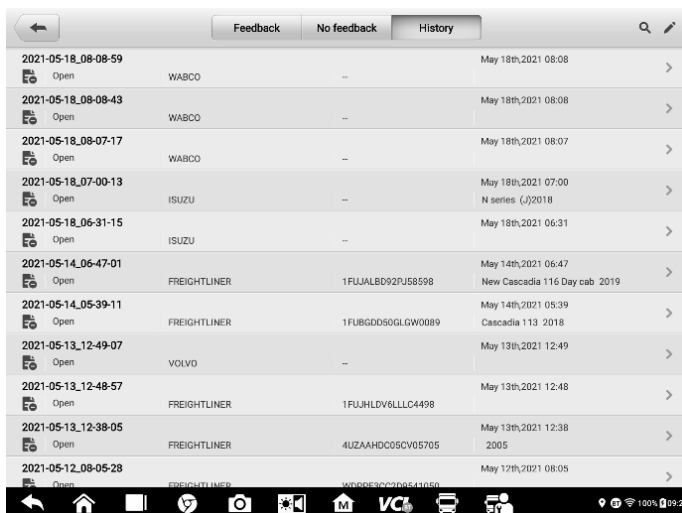 Feedback No feedback History
2021-05-18_08-08-59 May 18th,2021 08:08
Open WABCO --
2021-05-18_08-08-43 May 18th,2021 08:08
Open WABCO --
2021-05-18_08-07-17 May 18th,2021 08:07
Open WABCO --
2021-05-18_07-00-13 May 18th,2021 07:00
Open ISUZU -- N series (J)2018
2021-05-18_06-31-15 May 18th,2021 06:31
Open ISUZU --
2021-05-14_06-47-01 May 14th,2021 06:47
Open FREIGHTLINER 1FUJALBD92PJ58598 New Cascadia 116 Day cab 2019
2021-05-14_05-39-11 May 14th,2021 05:39
Open FREIGHTLINER 1FUBGDD50GLGW0089 Cascadia 113 2018
2021-05-13_12-49-07 May 13th,2021 12:49
Open VOLVO --
2021-05-13_12-48-57 May 13th,2021 12:48
Open FREIGHTLINER 1FUJHLDV6LLLC4498
2021-05-13_12-38-05 May 13th,2021 12:38
Open FREIGHTLINER 4UZAAHDC05CV05705 2005
2021-05-12_08-05-28 May 12th,2021 08:05
Open FREIGHTLINER WDPPF3CC2D9541050
M VCI BT 100%